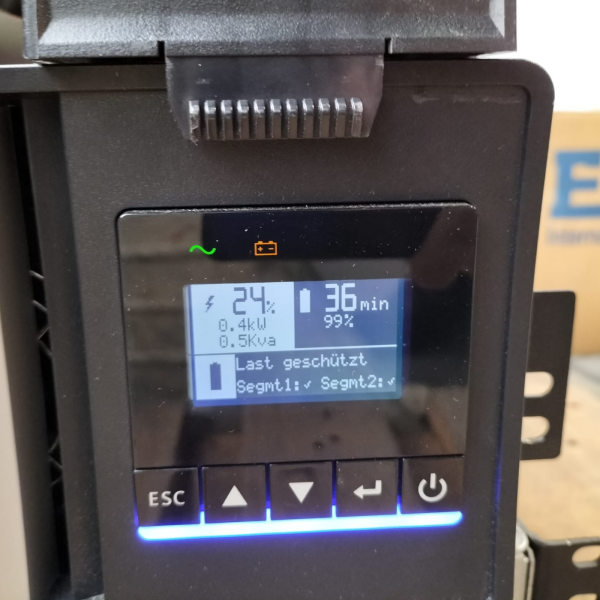 24% 36 min
0.4kW 99%
0.5Kva
Last geschützt
Segmt1:✓ Segmt2:✓
ESC
E